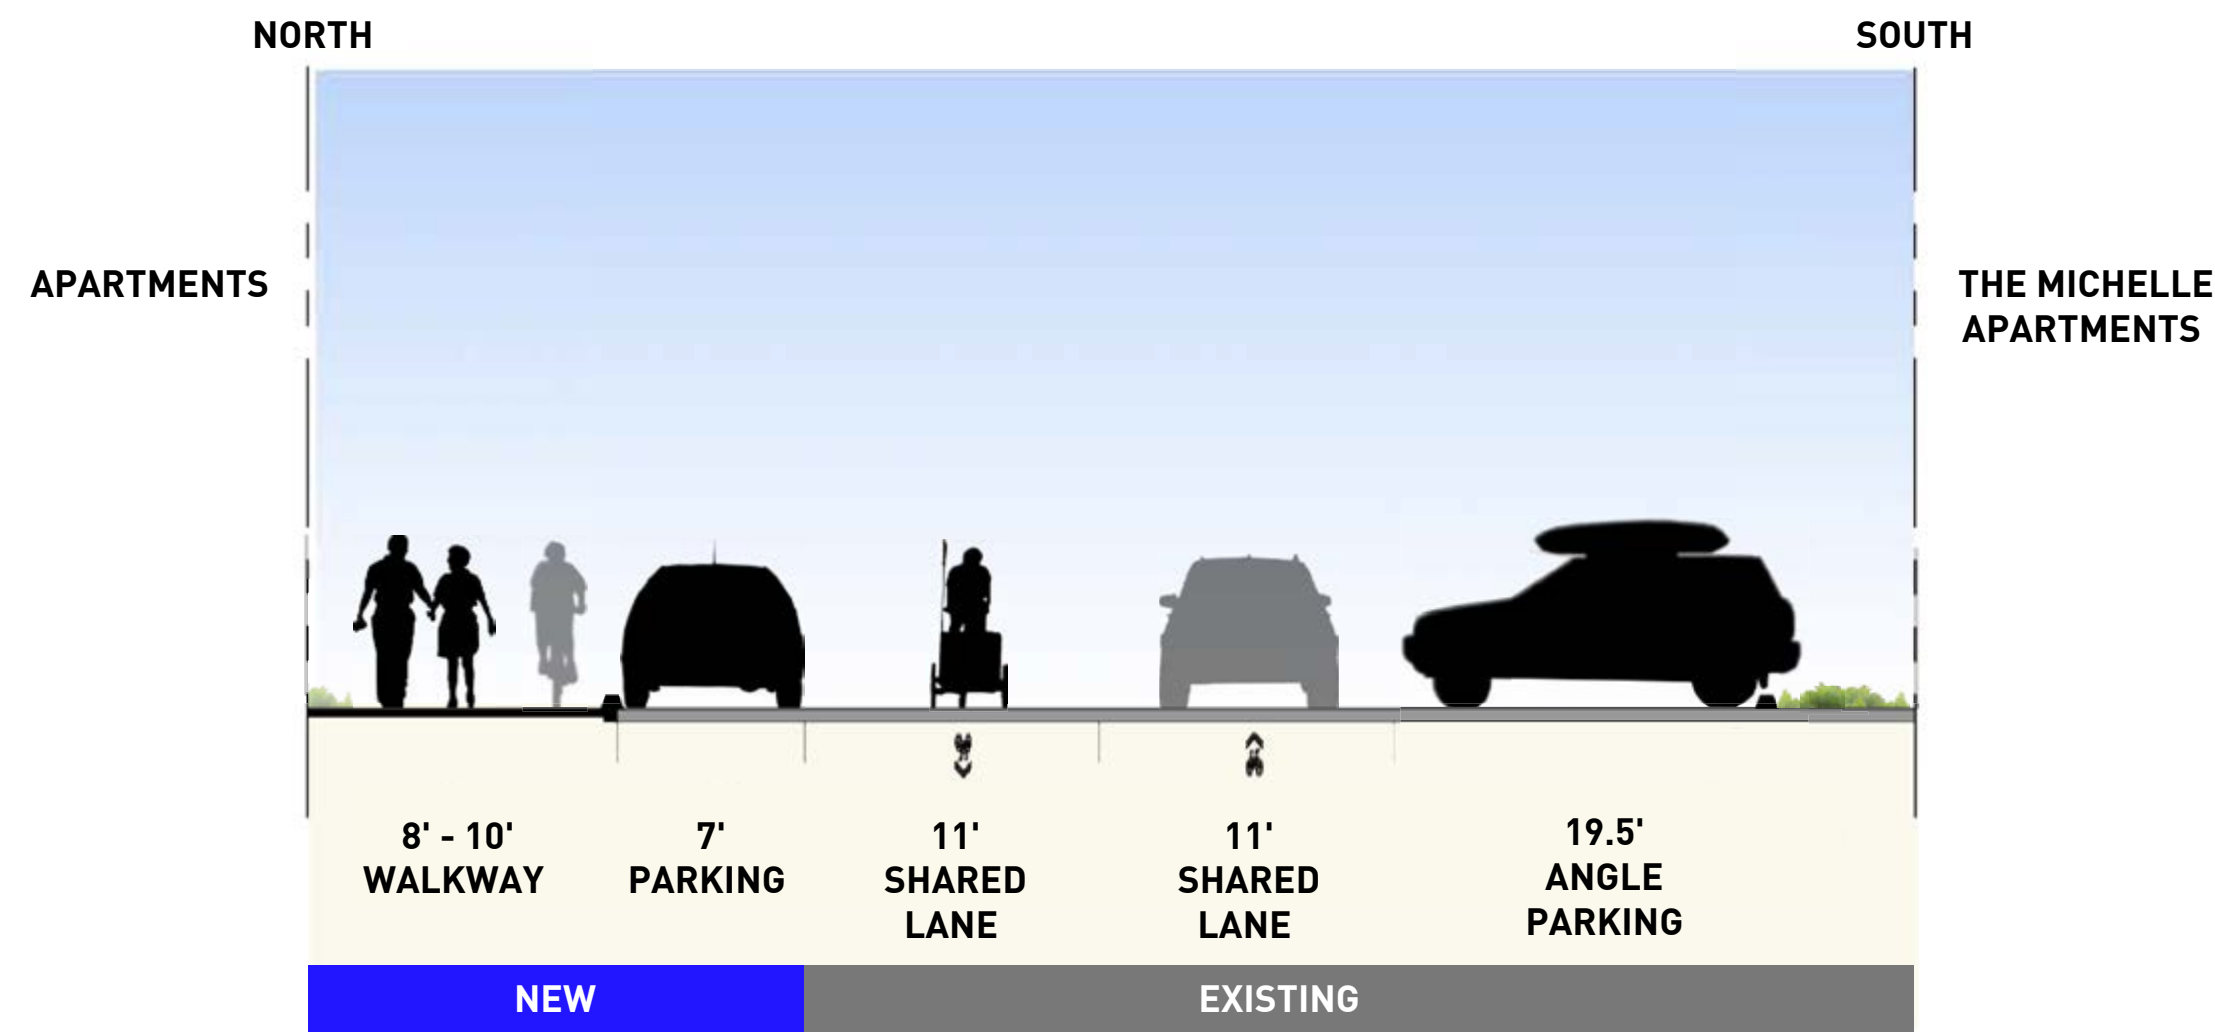 NORTH
SOUTH
APARTMENTS
THE MICHELLE
APARTMENTS
8' - 10'
WALKWAY
7'
PARKING
11'
SHARED
LANE
11'
SHARED
LANE
19.5'
ANGLE
PARKING
NEW
EXISTING